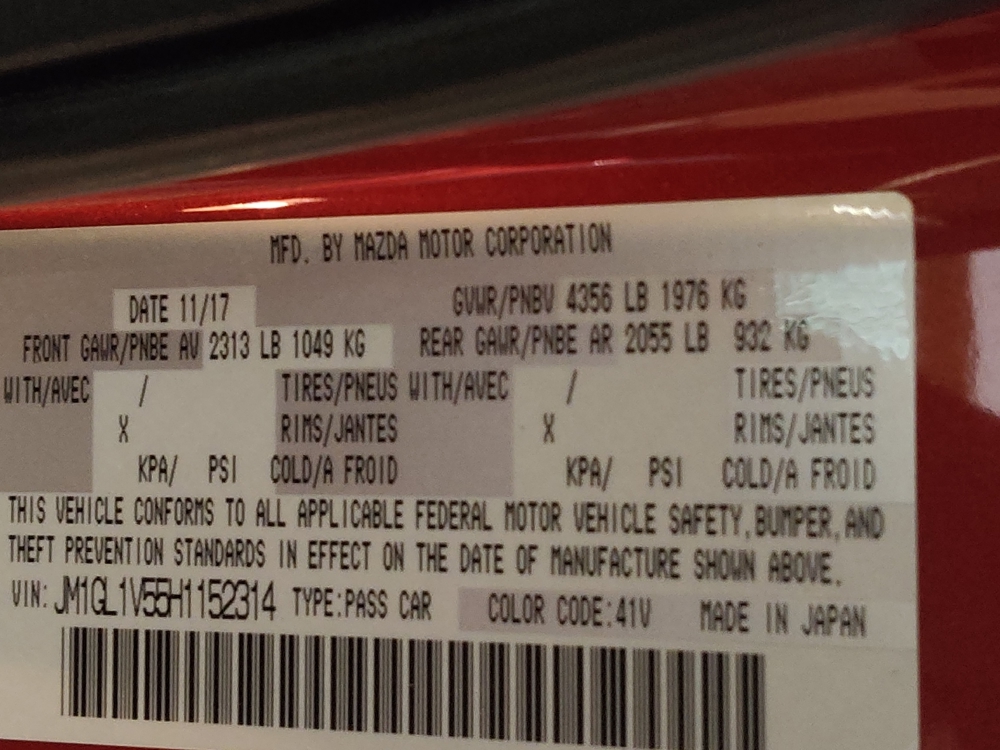 MFD. BY MAZDA MOTOR CORPORATION
DATE 11/17 GVWR/PNBV 4356 LB 1976 KG
FRONT GAWR/PNBE AV 2313 LB 1049 KG REAR GAWR/PNBE AR 2055 LB 932 KG
WITH/AVEC / TIRES/PNEUS WITH/AVEC / TIRES/PNEUS
X RIMS/JANTES X RIMS/JANTES
KPA/ PSI COLD/A FROID KPA/ PSI COLD/A FROID
THIS VEHICLE CONFORMS TO ALL APPLICABLE FEDERAL MOTOR VEHICLE SAFETY, BUMPER, AND
THEFT PREVENTION STANDARDS IN EFFECT ON THE DATE OF MANUFACTURE SHOWN ABOVE.
VIN: JM1GL1V55H1152314 TYPE:PASS CAR COLOR CODE:41V MADE IN JAPAN